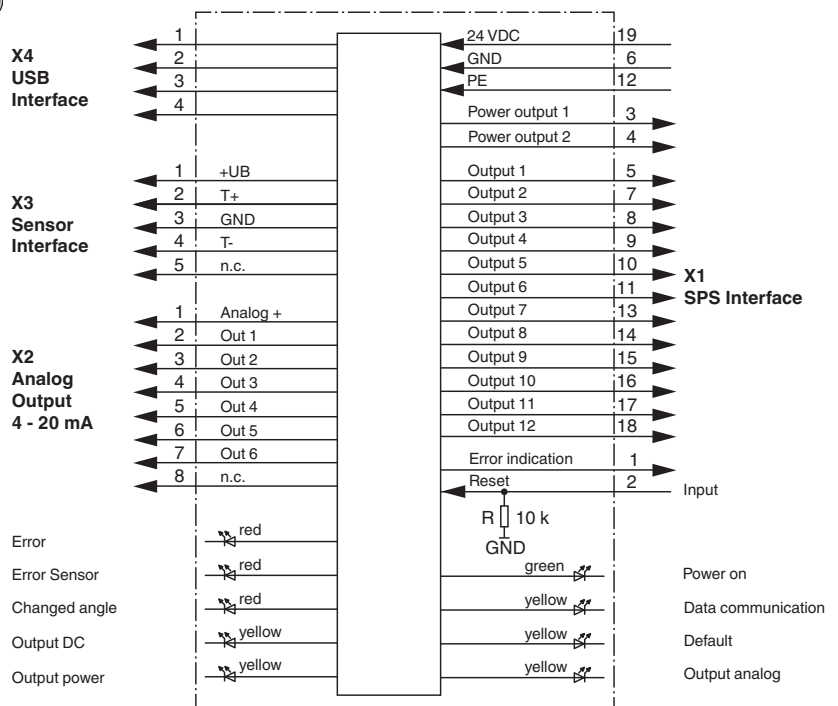 X4
USB
Interface
1
2
3
4
X3
Sensor
Interface
1 +UB
2 T+
3 GND
4 T-
5 n.c.
X2
Analog
Output
4 - 20 mA
1 Analog +
2 Out 1
3 Out 2
4 Out 3
5 Out 4
6 Out 5
7 Out 6
8 n.c.
Error red
Error Sensor red
Changed angle red
Output DC yellow
Output power yellow
24 VDC 19
GND 6
PE 12
Power output 1 3
Power output 2 4
Output 1 5
Output 2 7
Output 3 8
Output 4 9
Output 5 10
Output 6 11
Output 7 13
Output 8 14
Output 9 15
Output 10 16
Output 11 17
Output 12 18
X1
SPS Interface
Error indication 1
Reset 2 Input
R 10 k
GND
green Power on
yellow Data communication
yellow Default
yellow Output analog